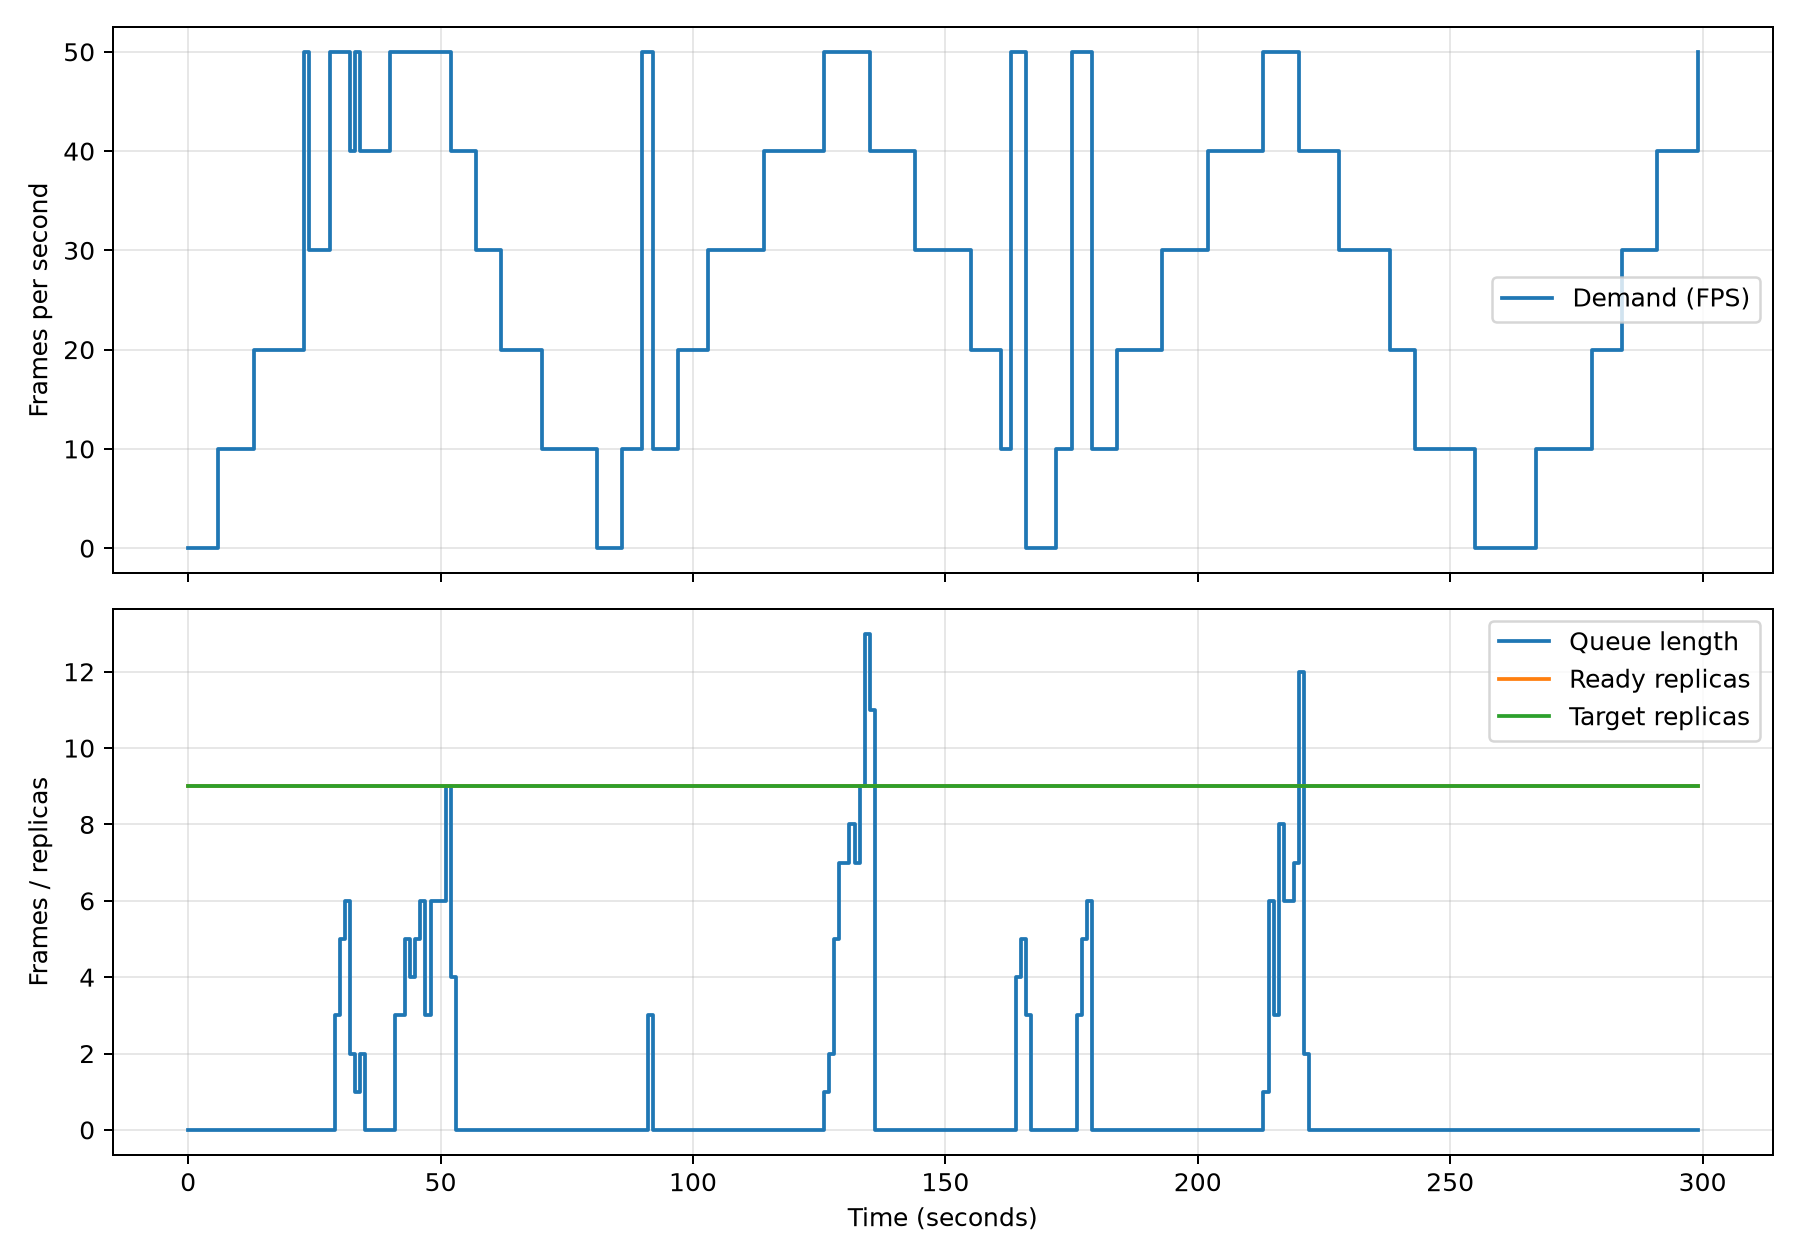 50
40
30
20
10
0
Frames per second
Demand (FPS)
12
10
8
6
4
2
0
Frames / replicas
Queue length
Ready replicas
Target replicas
0 50 100 150 200 250 300
Time (seconds)